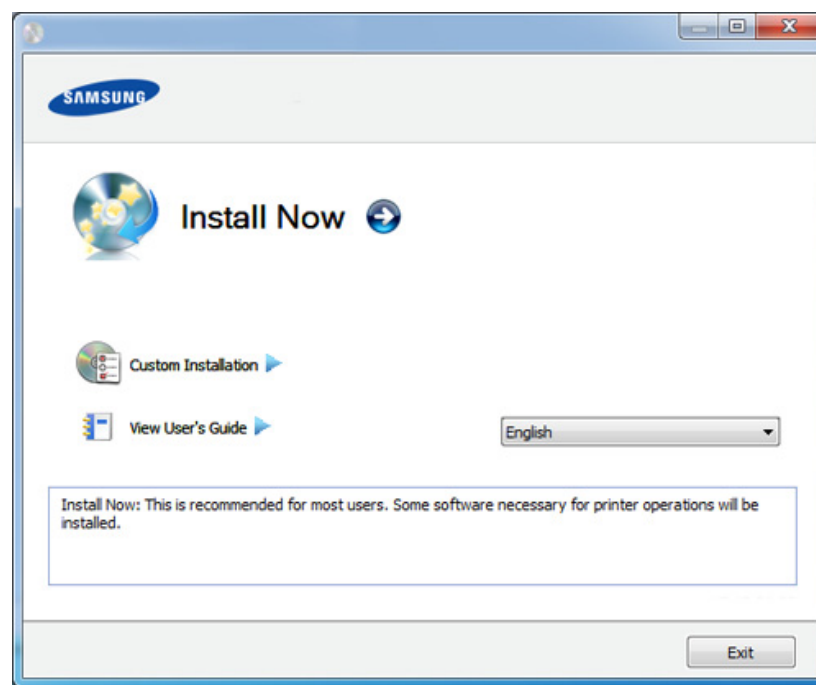 SAMSUNG
Install Now
Custom Installation
View User's Guide
English
Install Now: This is recommended for most users. Some software necessary for printer operations will be
installed.
Exit